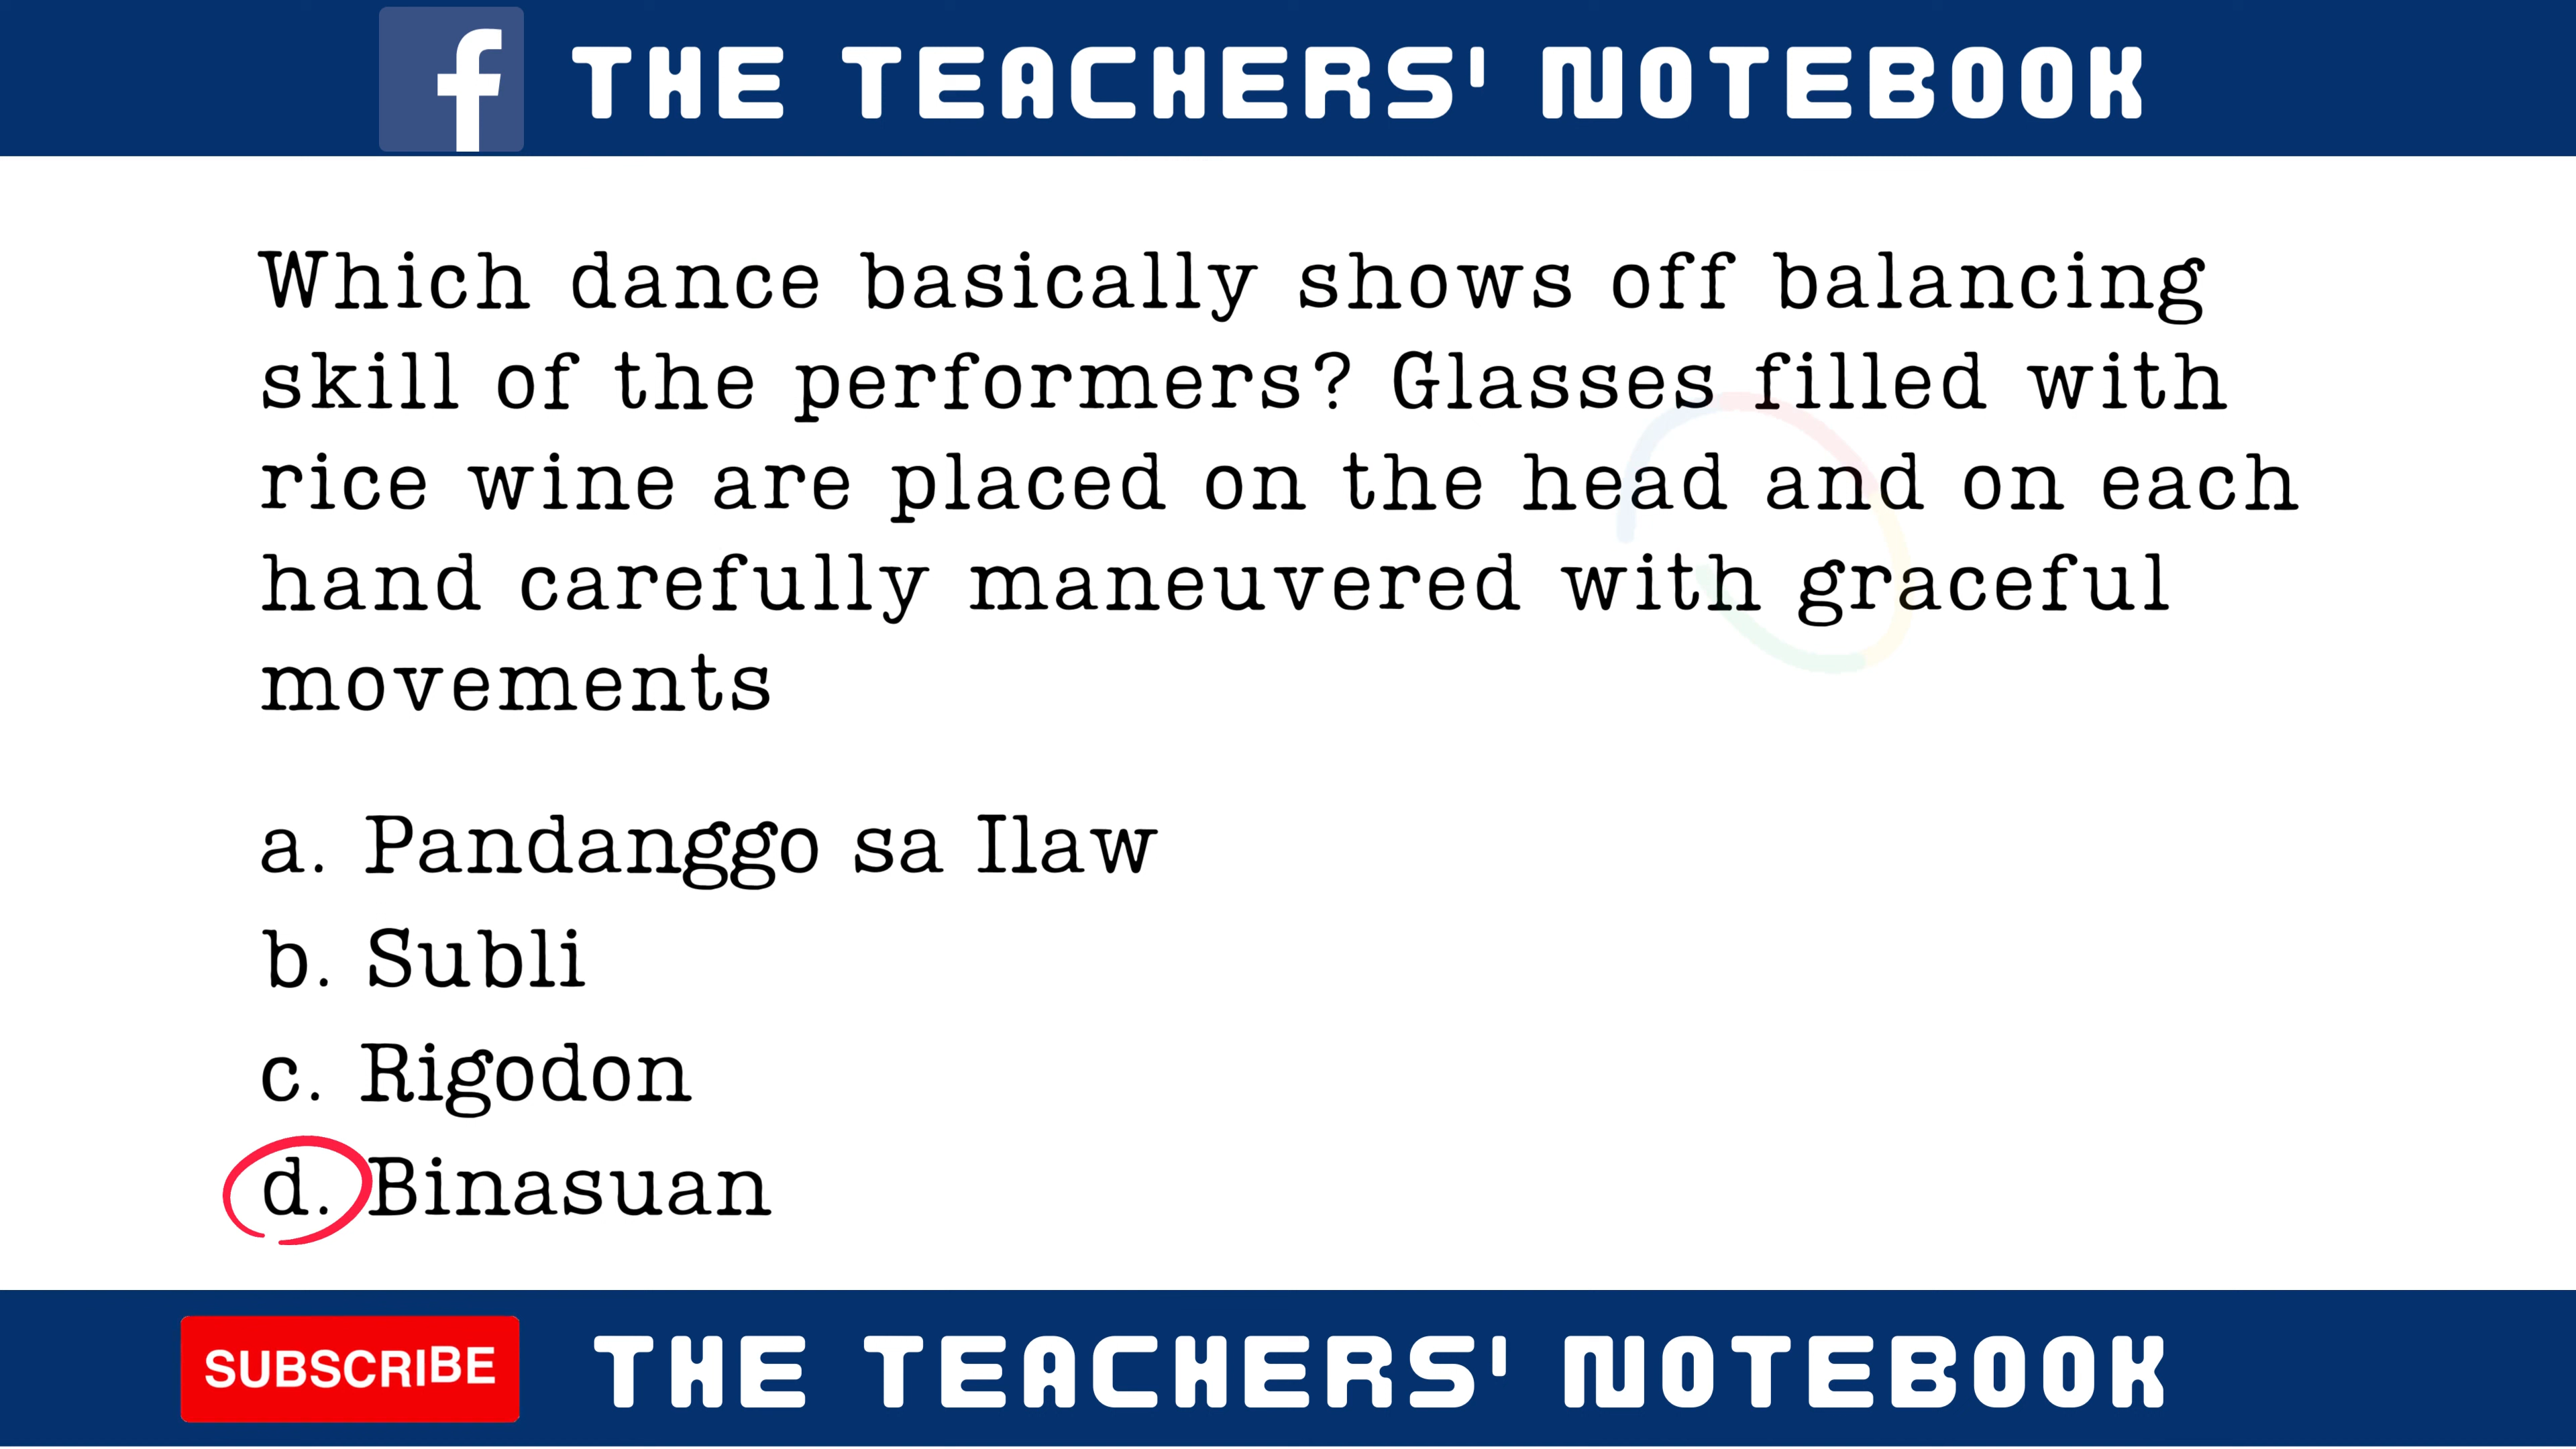 THE TEACHERS' NOTEBOOK
Which dance basically shows off balancing
skill of the performers? Glasses filled with
rice wine are placed on the head and on each
hand carefully maneuvered with graceful
movements
a. Pandanggo sa Ilaw
b. Subli
c. Rigodon
d. Binasuan
SUBSCRIBE THE TEACHERS' NOTEBOOK